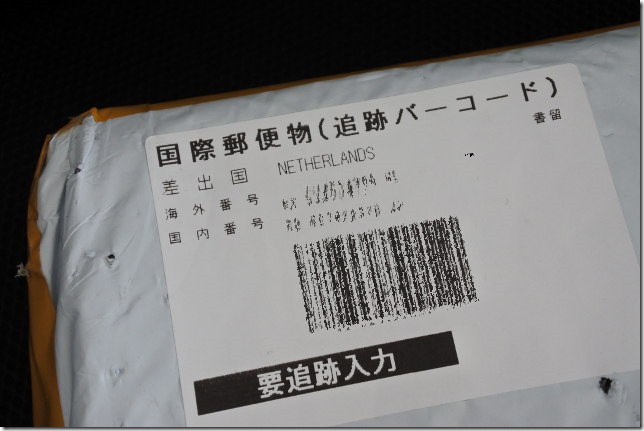 国際郵便物(追跡バーコード)
書留
差出国 NETHERLANDS
海外番号
国内番号
要追跡入力